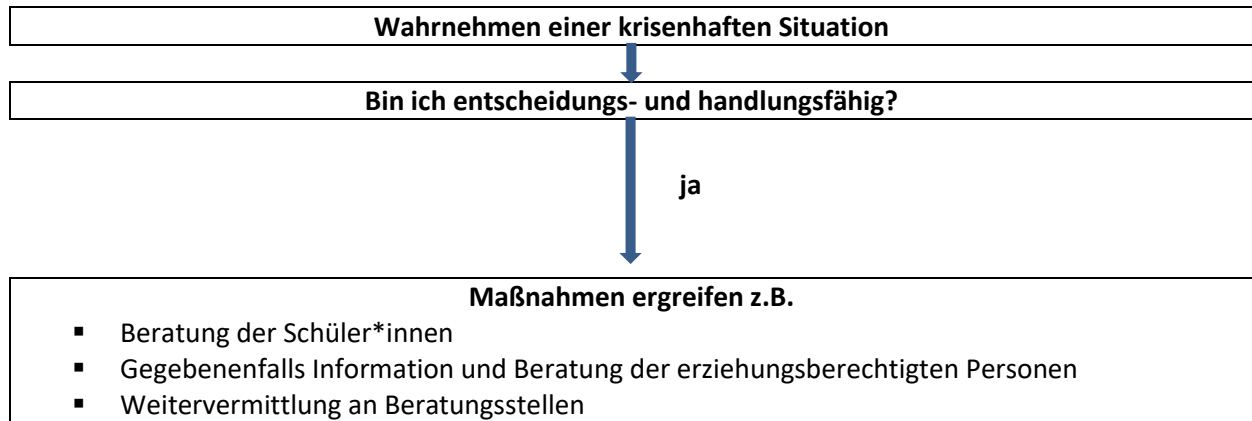 Wahrnehmen einer krisenhaften Situation
Bin ich entscheidungs- und handlungsfähig?
ja
Maßnahmen ergreifen z.B.
▪ Beratung der Schüler*innen
▪ Gegebenenfalls Information und Beratung der erziehungsberechtigten Personen
▪ Weitervermittlung an Beratungsstellen